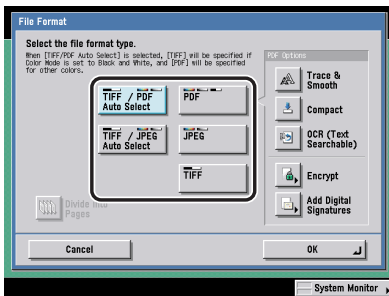 File Format
Select the file format type.
When [TIFF/PDF Auto Select] is selected, [TIFF] will be specified if
Color Mode is set to Black and White, and [PDF] will be specified
for other colors.
PDF Options
TIFF / PDF
Auto Select
PDF
Trace &
Smooth
Compact
TIFF / JPEG
Auto Select
JPEG
OCR (Text
Searchable)
TIFF
Encrypt
Divide Into
Pages
Add Digital
Signatures
Cancel
OK
System Monitor